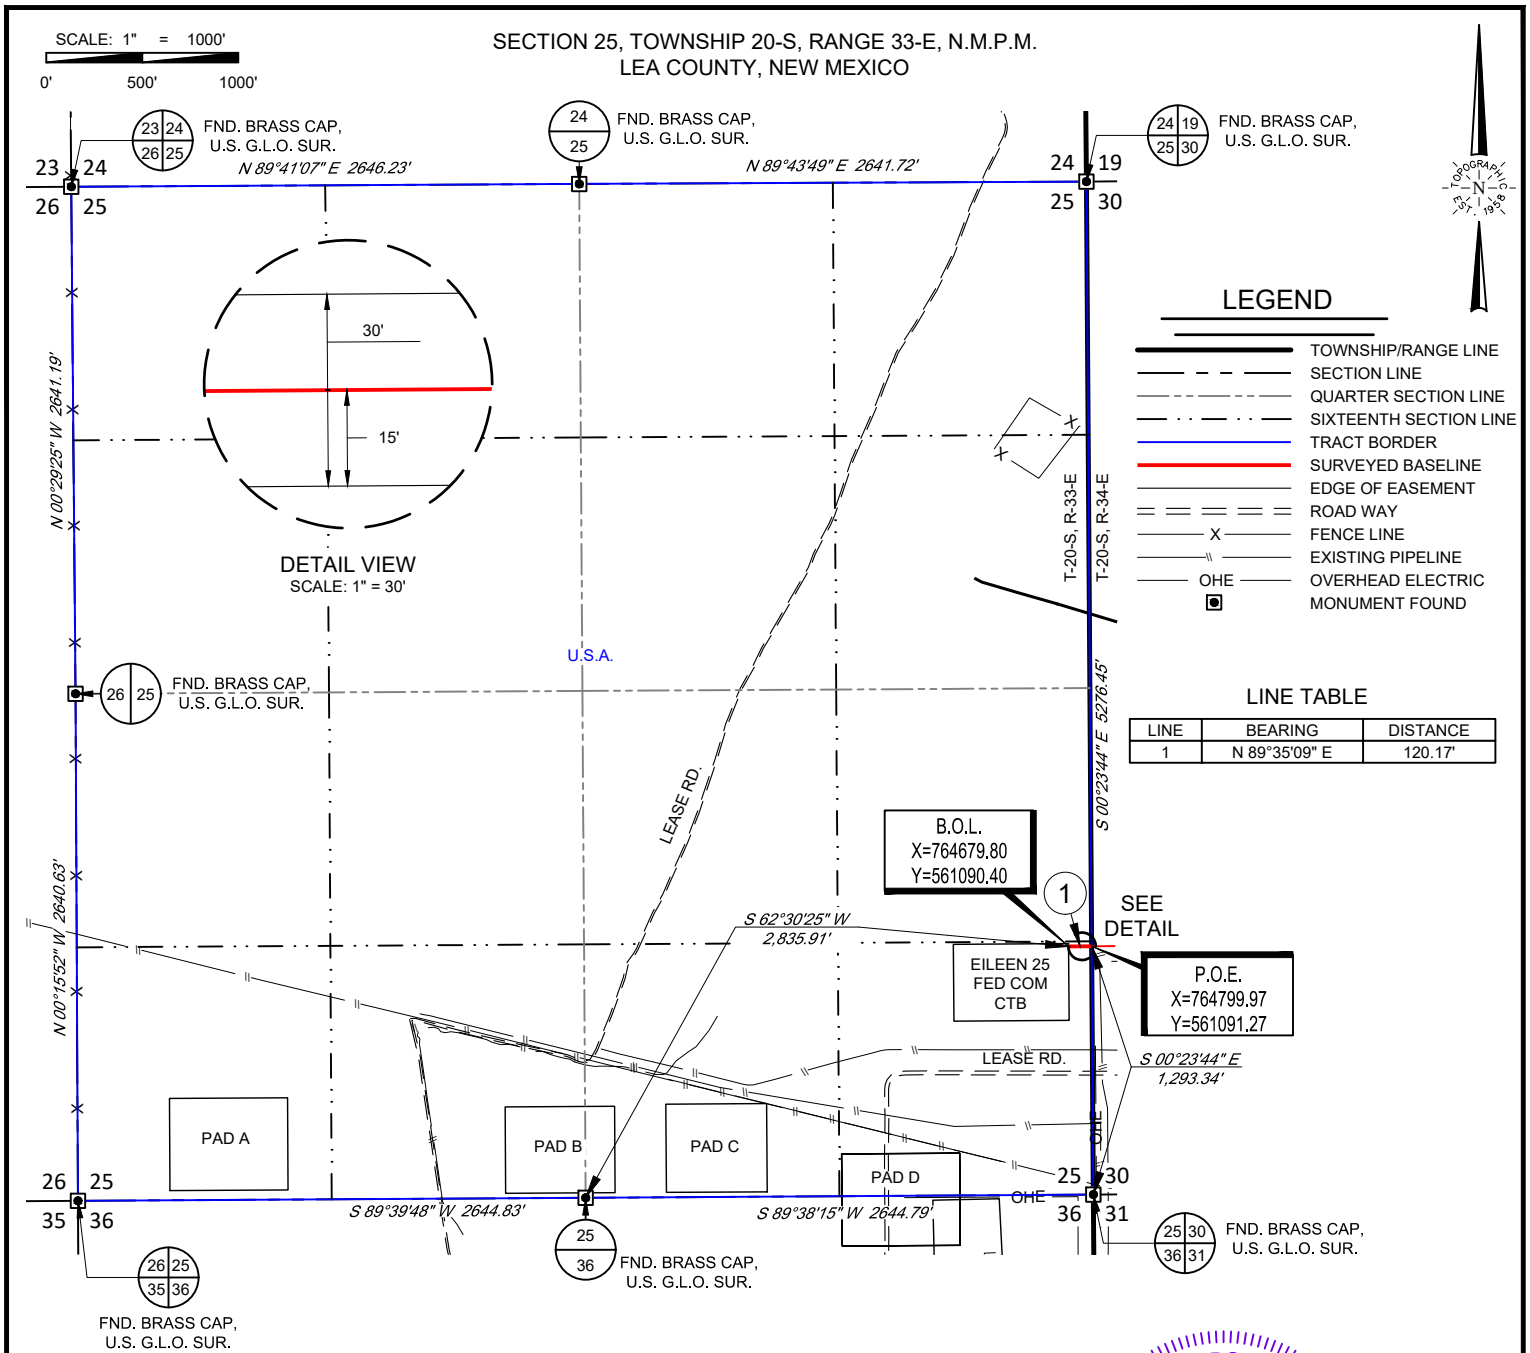 SCALE: 1" = 1000'
0' 500' 1000'
SECTION 25, TOWNSHIP 20-S, RANGE 33-E, N.M.P.M.
LEA COUNTY, NEW MEXICO
23 24
26 25
FND. BRASS CAP,
U.S. G.L.O. SUR.
24
25
FND. BRASS CAP,
U.S. G.L.O. SUR.
24 19
25 30
FND. BRASS CAP,
U.S. G.L.O. SUR.
23 24
26 25
N 89°41'07" E 2646.23'
N 89°43'49" E 2641.72'
24 19
25 30
TOPOGRAPHIC
N
EST. 1958
30'
15'
DETAIL VIEW
SCALE: 1" = 30'
N 00°29'25" W 2641.19'
X
X
T-20-S, R-33-E
T-20-S, R-34-E
LEGEND
TOWNSHIP/RANGE LINE
SECTION LINE
QUARTER SECTION LINE
SIXTEENTH SECTION LINE
TRACT BORDER
SURVEYED BASELINE
EDGE OF EASEMENT
ROAD WAY
X FENCE LINE
EXISTING PIPELINE
OHE OVERHEAD ELECTRIC
MONUMENT FOUND
U.S.A.
26 25
FND. BRASS CAP,
U.S. G.L.O. SUR.
S 00°23'44" E 5276.45'
LINE TABLE
LINE BEARING DISTANCE
1 N 89°35'09" E 120.17'
LEASE RD.
B.O.L.
X=764679.80
Y=561090.40
1
SEE
DETAIL
N 00°15'52" W 2640.63'
S 62°30'25" W
2,835.91'
EILEEN 25
FED COM
CTB
P.O.E.
X=764799.97
Y=561091.27
LEASE RD.
S 00°23'44" E
1,293.34'
OHE
PAD A
PAD B
PAD C
PAD D
26 25
35 36
25 30
36 31
OHE
S 89°39'48" W 2644.83'
S 89°38'15" W 2644.79'
26 25
35 36
FND. BRASS CAP,
U.S. G.L.O. SUR.
25
36
FND. BRASS CAP,
U.S. G.L.O. SUR.
25 30
36 31
FND. BRASS CAP,
U.S. G.L.O. SUR.